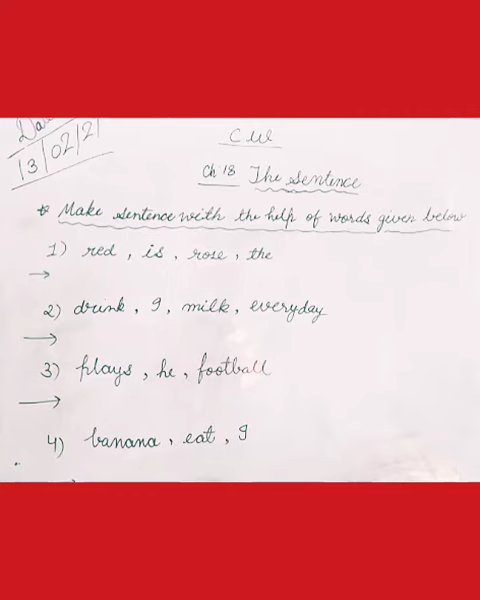 Date
13/02/21
C W
Ch 18 The Sentence
* Make sentence with the help of words given below
1) red, is, rose, the
→
2) drink, I, milk, everyday
→
3) plays, he, football
→
4) banana, eat, I